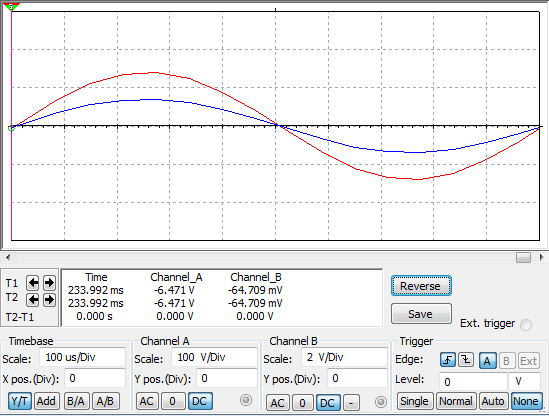 Time Channel_A Channel_B
T1 233.992 ms -6.471 V -64.709 mV
T2 233.992 ms -6.471 V -64.709 mV
T2-T1 0.000 s 0.000 V 0.000 V
Reverse
Save
Ext. trigger
Timebase
Scale: 100 us/Div
X pos.(Div): 0
Y/T Add B/A A/B
Channel A
Scale: 100 V/Div
Y pos.(Div): 0
AC 0 DC
Channel B
Scale: 2 V/Div
Y pos.(Div): 0
AC 0 DC -
Trigger
Edge: A B Ext
Level: 0 V
Single Normal Auto None